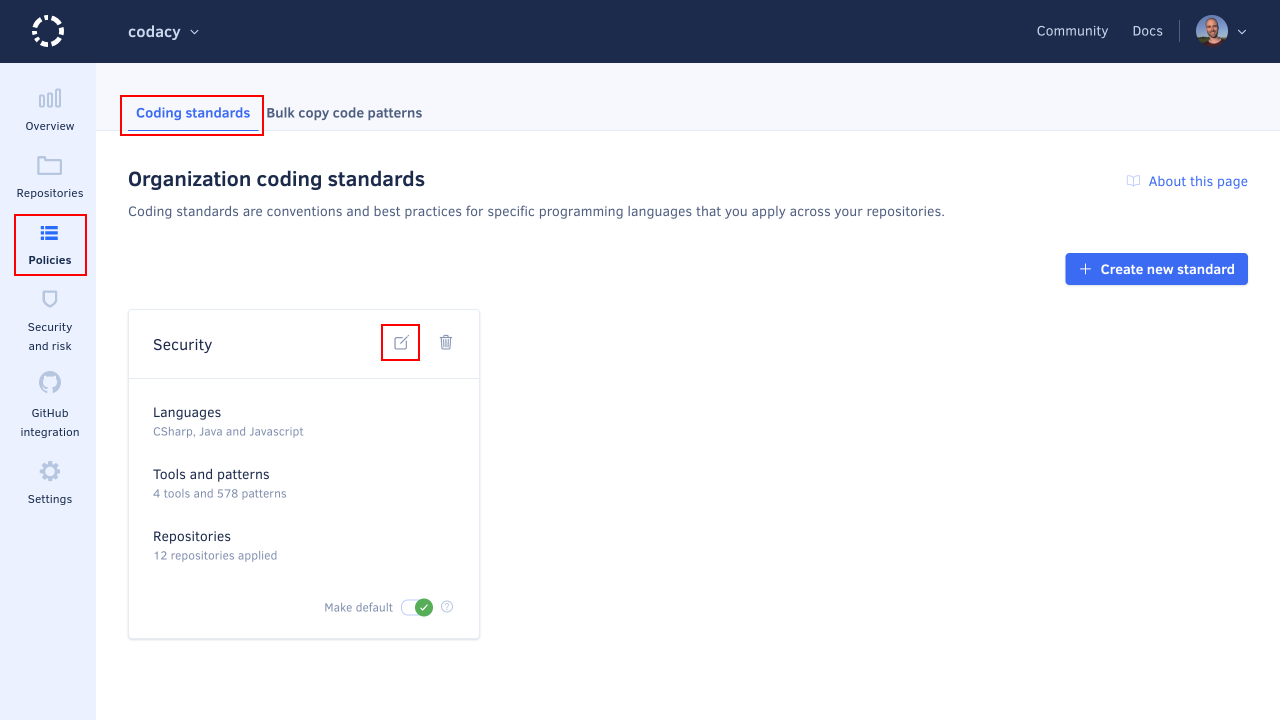 codacy
Community
Docs
Overview
Repositories
Policies
Security
and risk
GitHub
integration
Settings
Coding standards
Bulk copy code patterns
Organization coding standards
About this page
Coding standards are conventions and best practices for specific programming languages that you apply across your repositories.
Create new standard
Security
Languages
CSharp, Java and Javascript
Tools and patterns
4 tools and 578 patterns
Repositories
12 repositories applied
Make default